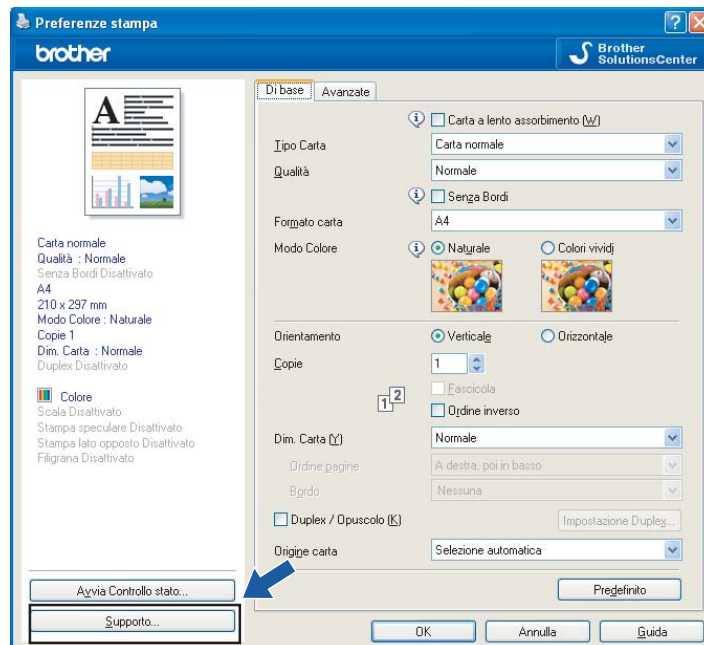 Preferenze stampa
brother
Brother
SolutionsCenter
A
Carta normale
Qualità : Normale
Senza Bordi Disattivato
A4
210 x 297 mm
Modo Colore : Naturale
Copie 1
Dim. Carta : Normale
Duplex Disattivato
Colore
Scala Disattivato
Stampa speculare Disattivato
Stampa lato opposto Disattivato
Filigrana Disattivato
Avvia Controllo stato...
Supporto...
Di base Avanzate
Carta a lento assorbimento (W)
Tipo Carta Carta normale
Qualità Normale
Senza Bordi
Formato carta A4
Modo Colore Naturale Colori vividi
Orientamento Verticale Orizzontale
Copie 1
Fascicola
1 2
Ordine inverso
Dim. Carta (Y) Normale
Ordine pagine A destra, poi in basso
Bordo Nessuna
Duplex / Opuscolo (K) Impostazione Duplex...
Origine carta Selezione automatica
Predefinito
OK Annulla Guida